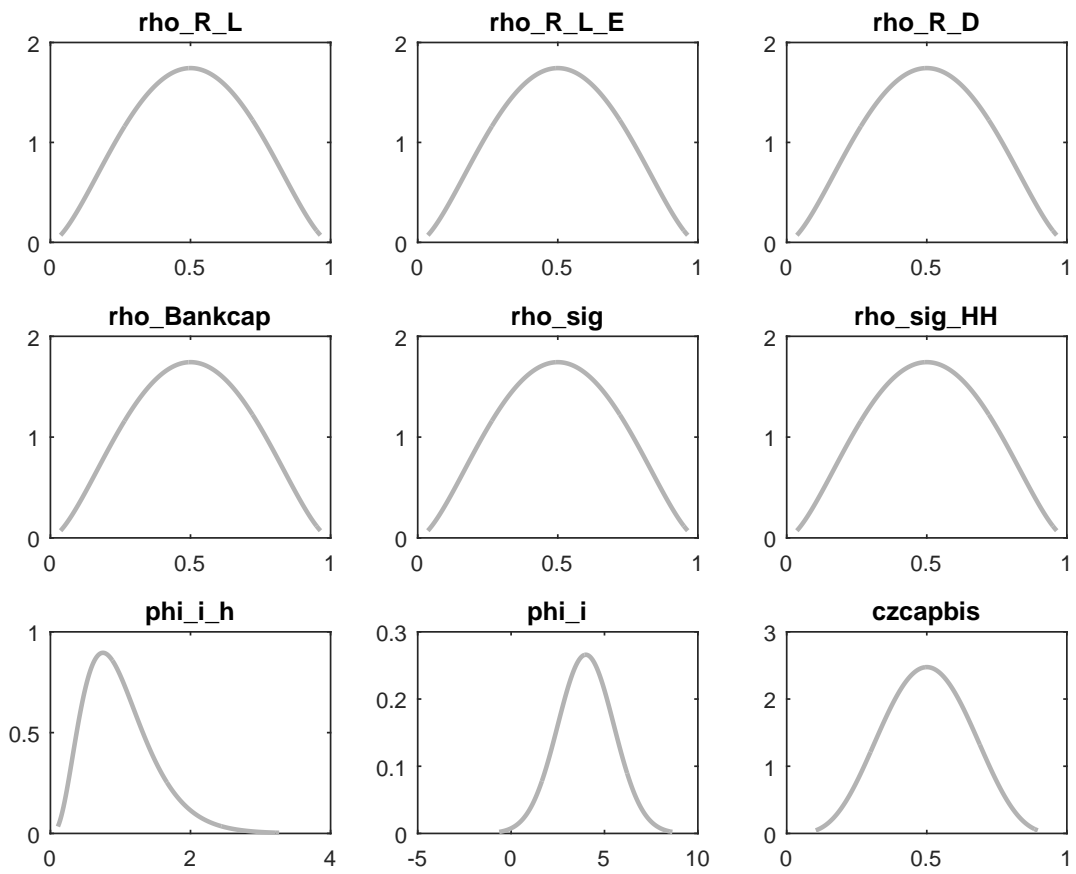 rho_R_L rho_R_L_E rho_R_D
2 2 2
1 1 1
0 0 0
0 0.5 1 0 0.5 1 0 0.5 1
rho_Bankcap rho_sig rho_sig_HH
2 2 2
1 1 1
0 0 0
0 0.5 1 0 0.5 1 0 0.5 1
phi_i_h phi_i czcapbis
1 0.3 3
0.2 2
0.5
0.1 1
0 0 0
0 2 4 -5 0 5 10 0 0.5 1